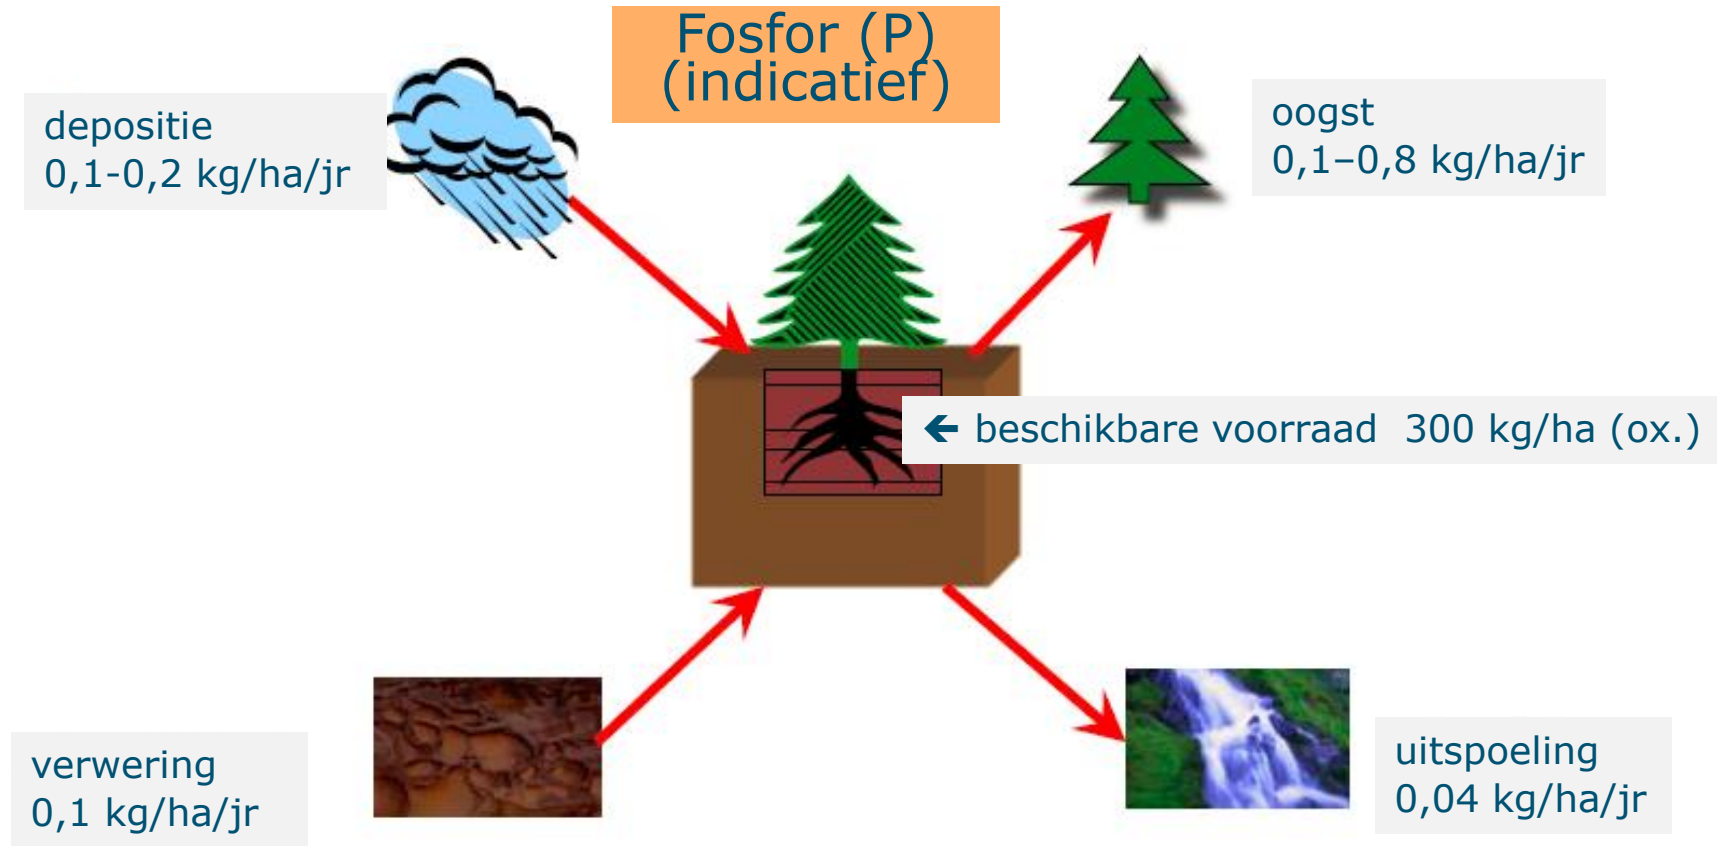 Fosfor (P)
(indicatief)
depositie
0,1-0,2 kg/ha/jr
oogst
0,1–0,8 kg/ha/jr
🡸 beschikbare voorraad 300 kg/ha (ox.)
verwering
0,1 kg/ha/jr
uitspoeling
0,04 kg/ha/jr